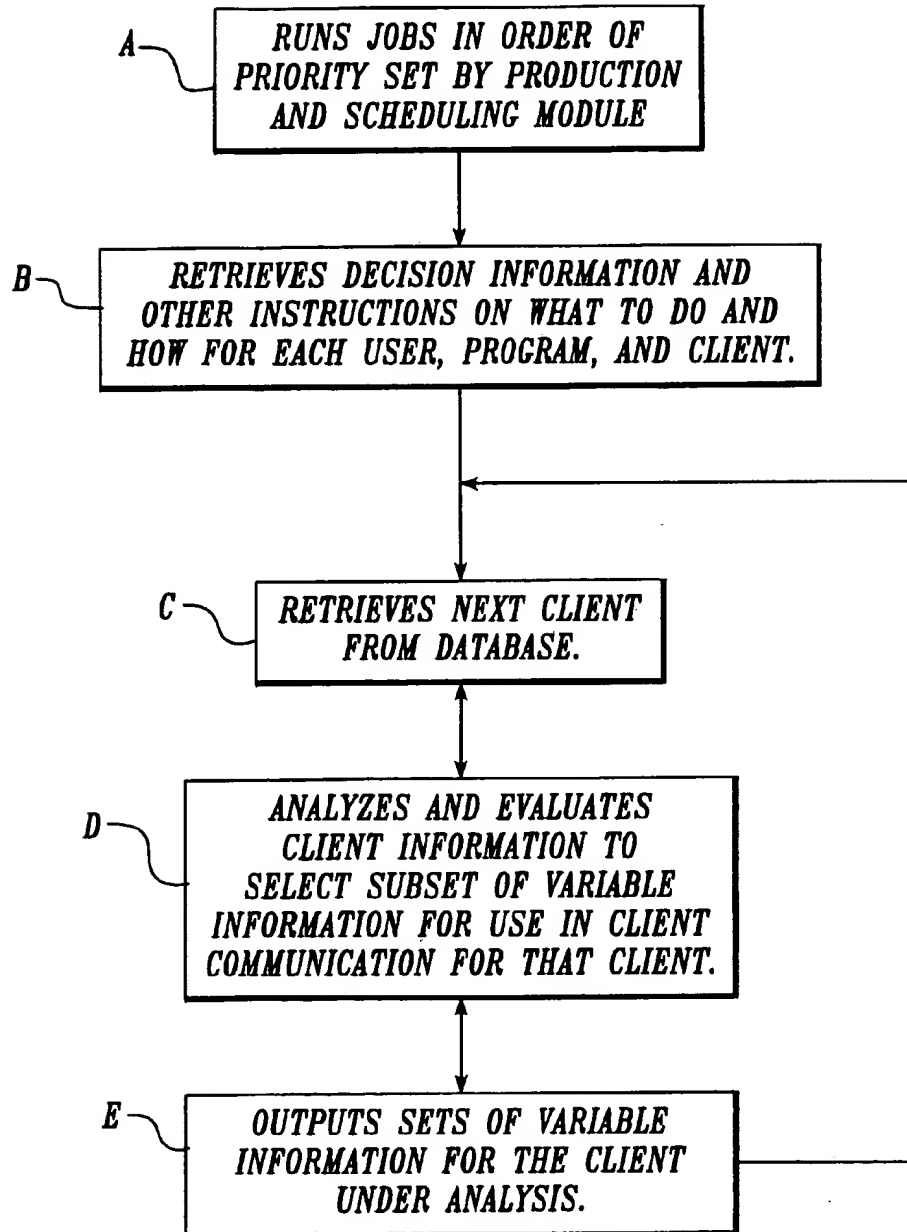 A
RUNS JOBS IN ORDER OF
PRIORITY SET BY PRODUCTION
AND SCHEDULING MODULE
B
RETRIEVES DECISION INFORMATION AND
OTHER INSTRUCTIONS ON WHAT TO DO AND
HOW FOR EACH USER, PROGRAM, AND CLIENT.
C
RETRIEVES NEXT CLIENT
FROM DATABASE.
D
ANALYZES AND EVALUATES
CLIENT INFORMATION TO
SELECT SUBSET OF VARIABLE
INFORMATION FOR USE IN CLIENT
COMMUNICATION FOR THAT CLIENT.
E
OUTPUTS SETS OF VARIABLE
INFORMATION FOR THE CLIENT
UNDER ANALYSIS.